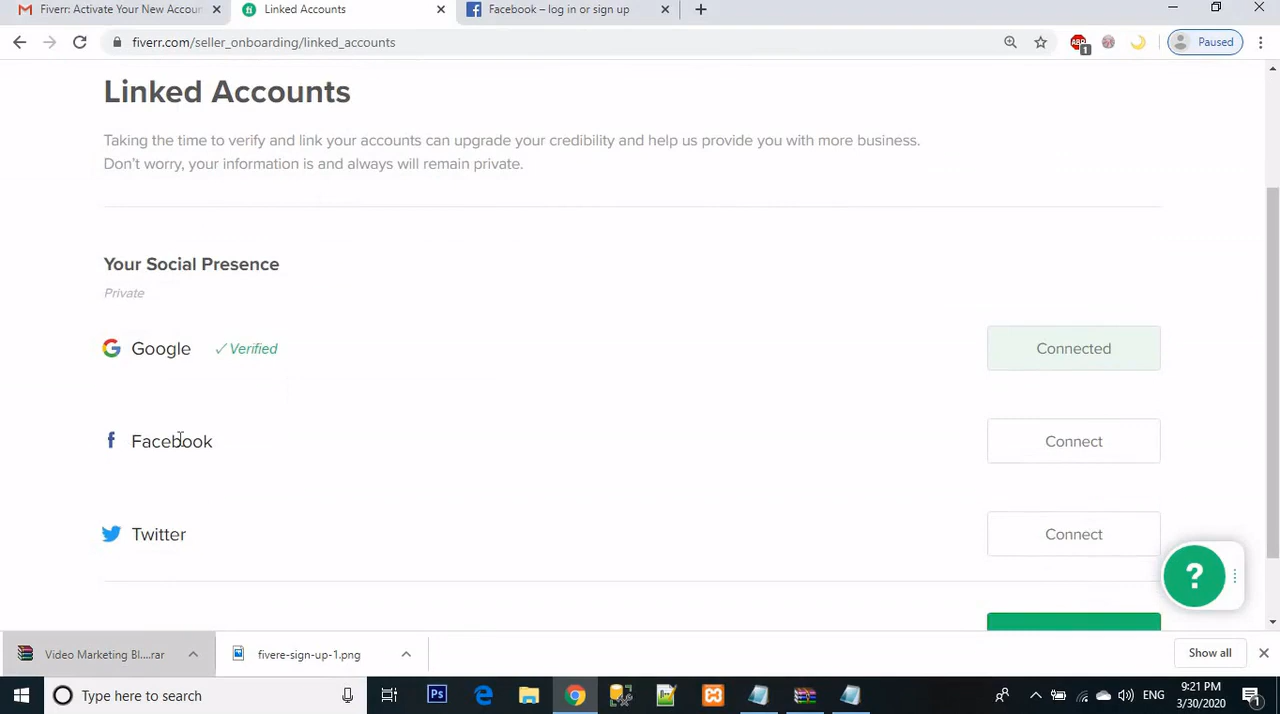 Fiverr: Activate Your New Accoun
Linked Accounts
Facebook – log in or sign up
fiverr.com/seller_onboarding/linked_accounts
ABP
1
Paused
Linked Accounts
Taking the time to verify and link your accounts can upgrade your credibility and help us provide you with more business.
Don't worry, your information is and always will remain private.
Your Social Presence
Private
Google
✓ Verified
Connected
Facebook
Connect
Twitter
Connect
?
Video Marketing Bl....rar
fivere-sign-up-1.png
Show all
Type here to search
Ps
ENG
9:21 PM
3/30/2020
1